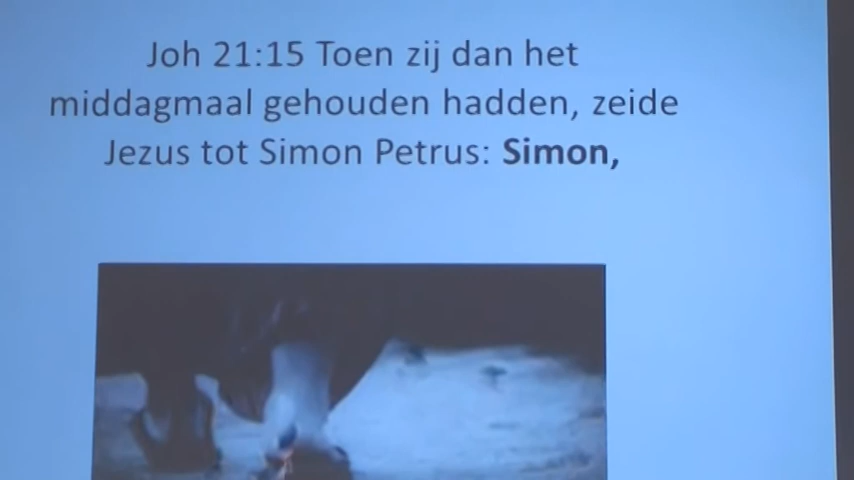 Joh 21:15 Toen zij dan het
middagmaal gehouden hadden, zeide
Jezus tot Simon Petrus: Simon,